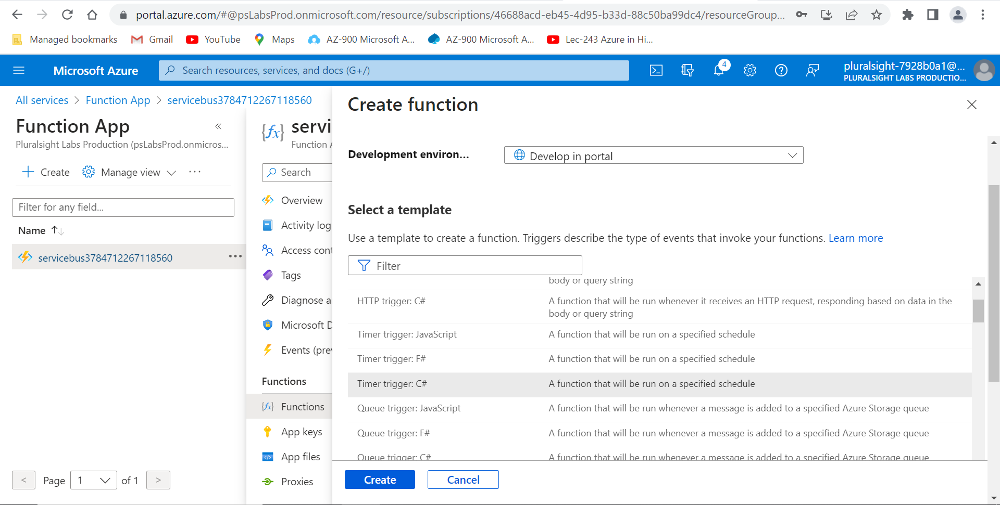 portal.azure.com/#@psLabsProd.onmicrosoft.com/resource/subscriptions/46688acd-eb45-4d95-b33d-88c50ba99dc4/resourceGroup...
Managed bookmarks
Gmail
YouTube
Maps
AZ-900 Microsoft A...
AZ-900 Microsoft A...
Lec-243 Azure in Hi...
Microsoft Azure
Search resources, services, and docs (G+/)
4
pluralsight-7928b0a1@...
PLURALSIGHT LABS PRODUCTIO...
All services > Function App > servicebus3784712267118560
Function App
«
Pluralsight Labs Production (psLabsProd.onmicros...
+ Create
Manage view
...
Filter for any field...
Name ↑↓
servicebus3784712267118560
...
< Page 1 of 1 >
{fx}
servi
Function A
Search
Overview
Activity log
Access cont
Tags
Diagnose a
Microsoft D
Events (prev
Functions
{fx} Functions
App keys
App files
Proxies
Create function
Development environ...
Develop in portal
Select a template
Use a template to create a function. Triggers describe the type of events that invoke your functions. Learn more
Filter
body or query string
HTTP trigger: C#
A function that will be run whenever it receives an HTTP request, responding based on data in the
body or query string
Timer trigger: JavaScript
A function that will be run on a specified schedule
Timer trigger: F#
A function that will be run on a specified schedule
Timer trigger: C#
A function that will be run on a specified schedule
Queue trigger: JavaScript
A function that will be run whenever a message is added to a specified Azure Storage queue
Queue trigger: F#
A function that will be run whenever a message is added to a specified Azure Storage queue
Queue trigger: C#
A function that will be run whenever a message is added to a specified Azure Storage queue
Create
Cancel